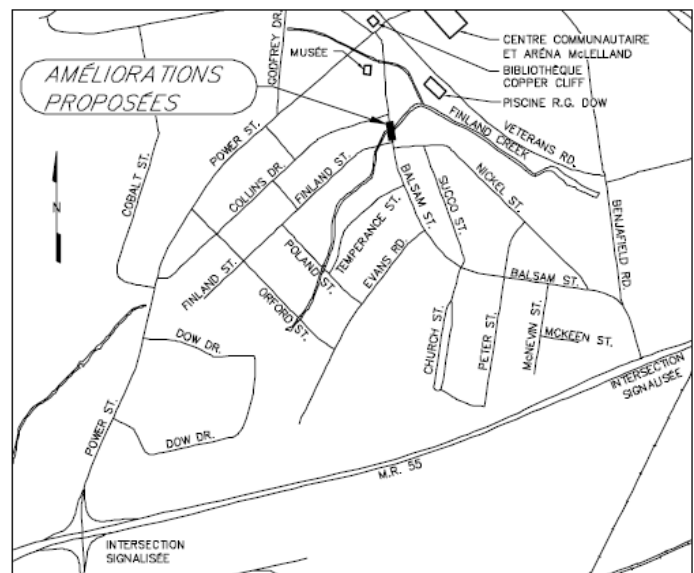 CENTRE COMMUNAUTAIRE
ET ARÉNA McLELLAND
BIBLIOTHÈQUE
COPPER CLIFF
PISCINE R.G. DOW
MUSÉE
GODFREY DR.
AMÉLIORATIONS
PROPOSÉES
POWER ST.
COLLINS DR.
FINLAND ST.
FINLAND CREEK
VETERANS RD.
COBALT ST.
N
BALSAM ST.
SUCCO ST.
NICKEL ST.
BENJAFIELD RD.
TEMPERANCE ST.
POLAND ST.
EVANS RD.
FINLAND ST.
ORFORD ST.
BALSAM ST.
CHURCH ST.
PETER ST.
McNEVIN ST.
McKEEN ST.
DOW DR.
DOW DR.
POWER ST.
INTERSECTION
SIGNALISÉE
M.R. 55
INTERSECTION
SIGNALISÉE